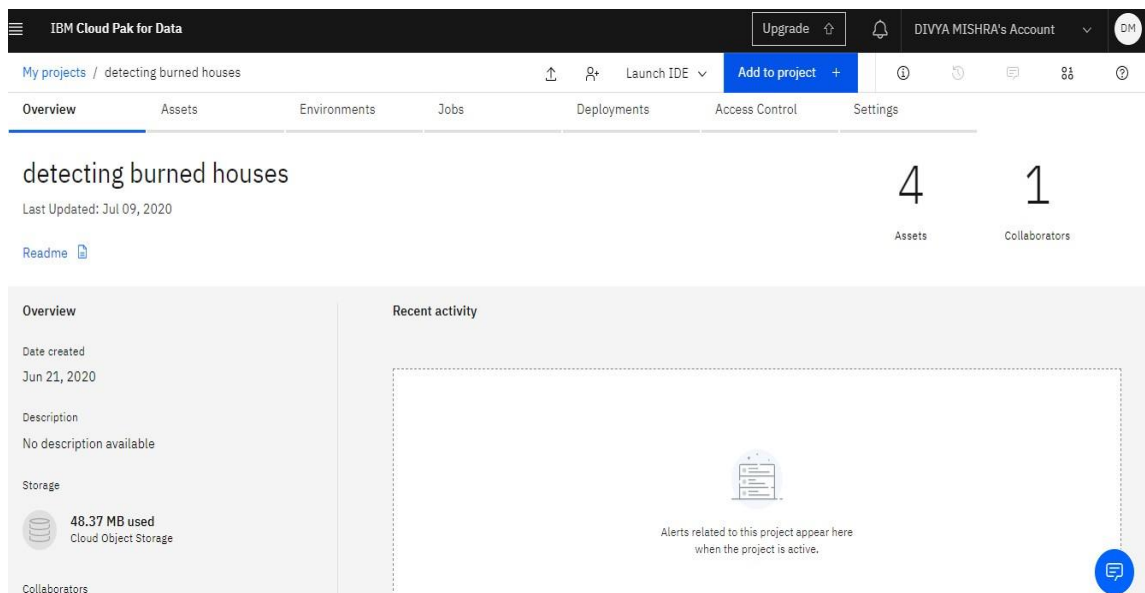 IBM Cloud Pak for Data
Upgrade
DIVYA MISHRA's Account
DM
My projects / detecting burned houses
Launch IDE
Add to project +
Overview
Assets
Environments
Jobs
Deployments
Access Control
Settings
detecting burned houses
Last Updated: Jul 09, 2020
Readme
4
Assets
1
Collaborators
Overview
Date created
Jun 21, 2020
Description
No description available
Storage
48.37 MB used
Cloud Object Storage
Collaborators
Recent activity
Alerts related to this project appear here
when the project is active.